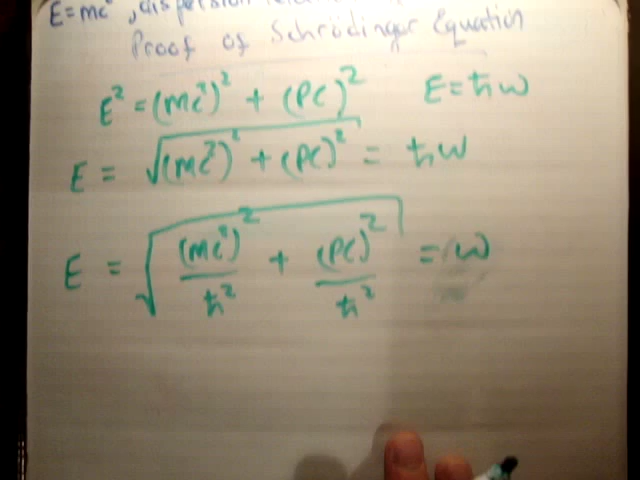 E=mc², dispersion
Proof of Schrödinger Equation
E² = (mc²)² + (PC)² E = ħω
E = √(mc²)² + (PC)² = ħω
E = √(mc²)²/ħ² + (PC)²/ħ² = ω